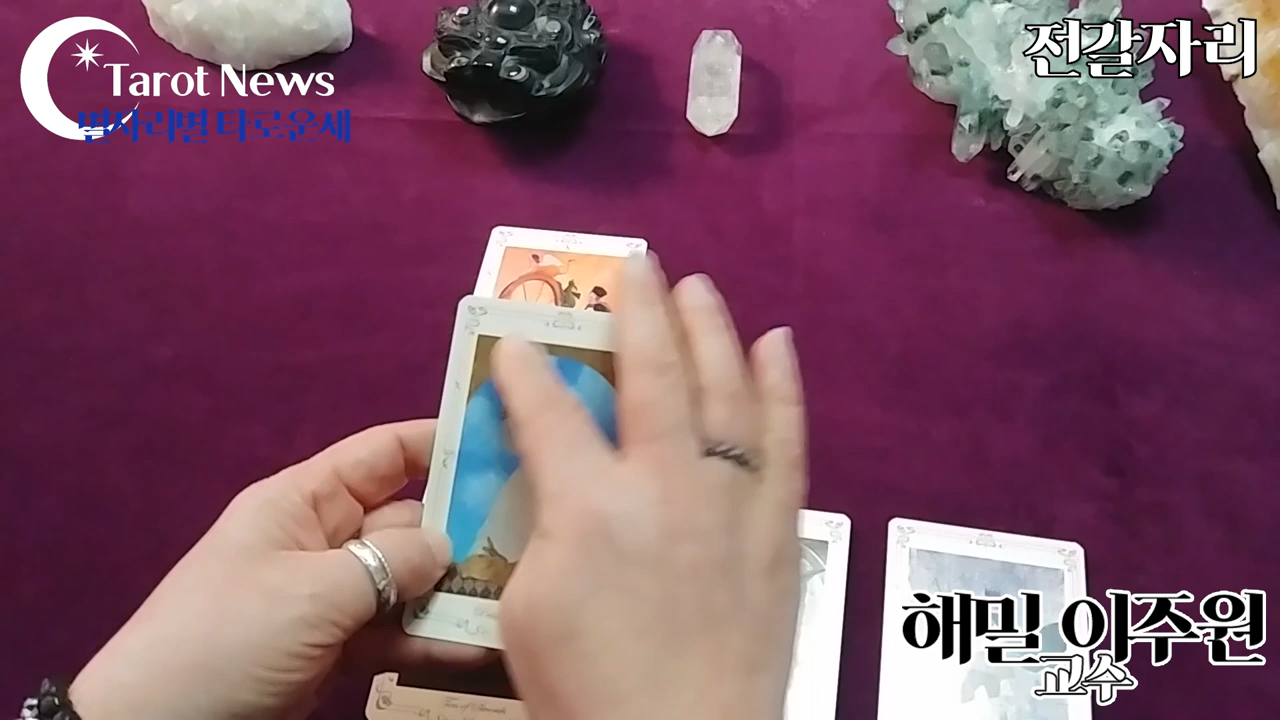 Tarot News
별자리별 타로운세
전갈자리
해밀 이주원
교수